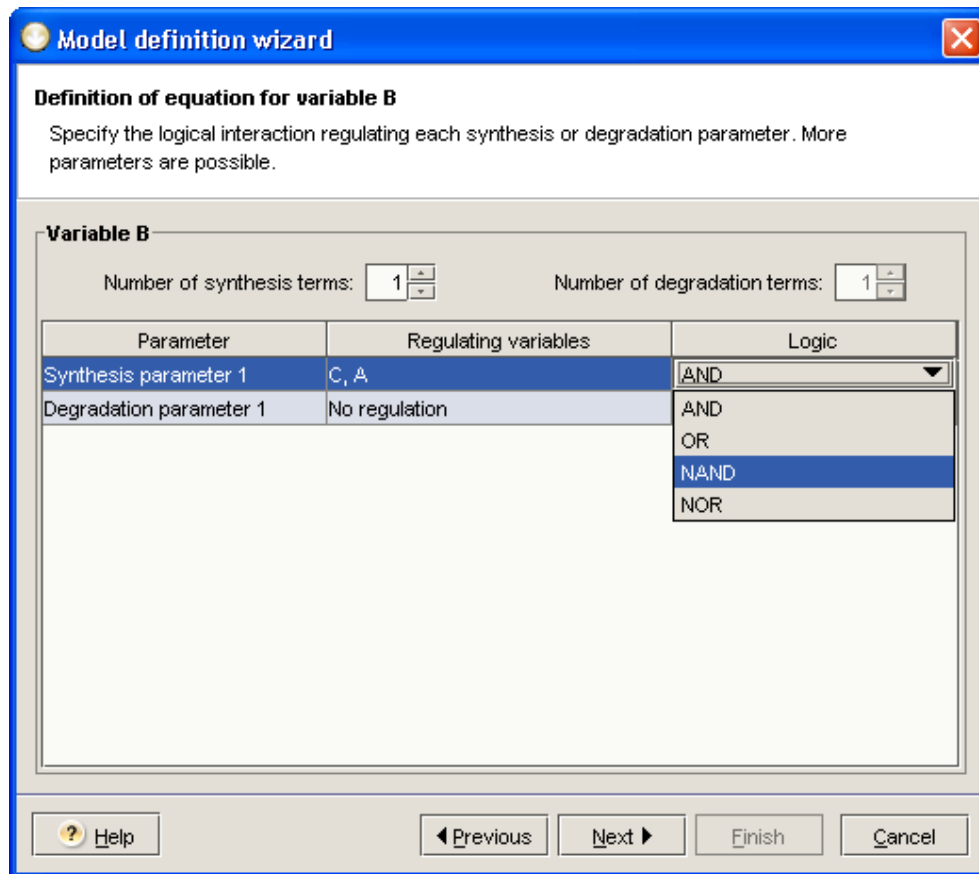 Model definition wizard
Definition of equation for variable B
Specify the logical interaction regulating each synthesis or degradation parameter. More
parameters are possible.
Variable B
Number of synthesis terms: 1 Number of degradation terms: 1
Parameter Regulating variables Logic
Synthesis parameter 1 C, A AND
Degradation parameter 1 No regulation AND
OR
NAND
NOR
? Help Previous Next Finish Cancel